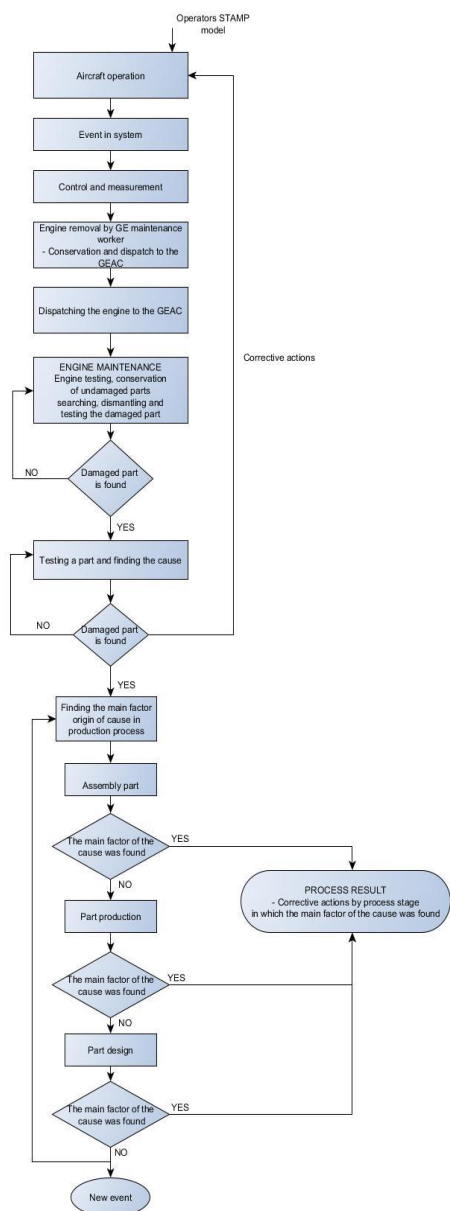 Operators STAMP
model
Aircraft operation
Event in system
Control and measurement
Engine removal by GE maintenance
worker
- Conservation and dispatch to the
GEAC
Dispatching the engine to the GEAC
Corrective actions
ENGINE MAINTENANCE
Engine testing, conservation
of undamaged parts
searching, dismantling and
testing the damaged part
NO
Damaged part
is found
YES
Testing a part and finding the cause
NO
Damaged part
is found
YES
Finding the main factor
origin of cause in
production process
Assembly part
The main factor of the
cause was found
YES
NO
PROCESS RESULT
- Corrective actions by process stage
in which the main factor of the cause was found
Part production
The main factor of the
cause was found
YES
NO
Part design
The main factor of the
cause was found
YES
NO
New event